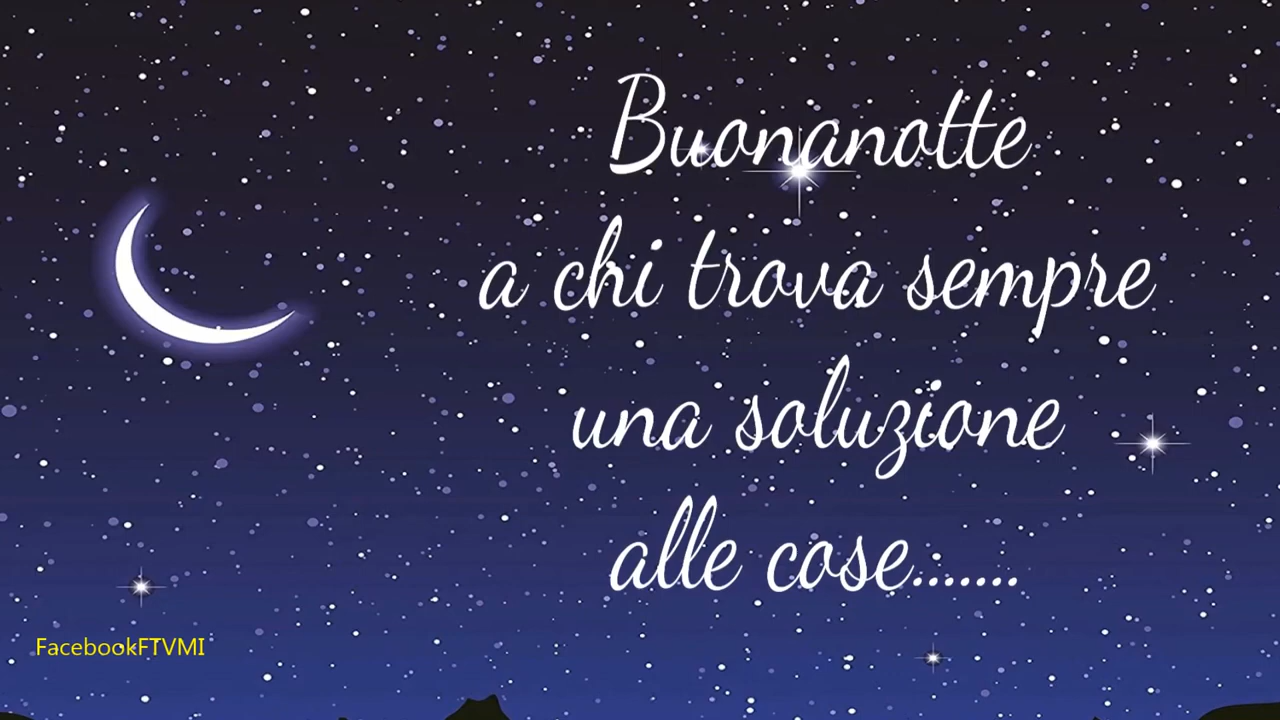 Buonanotte
a chi trova sempre
una soluzione
alle cose.......
FacebookFTVMI